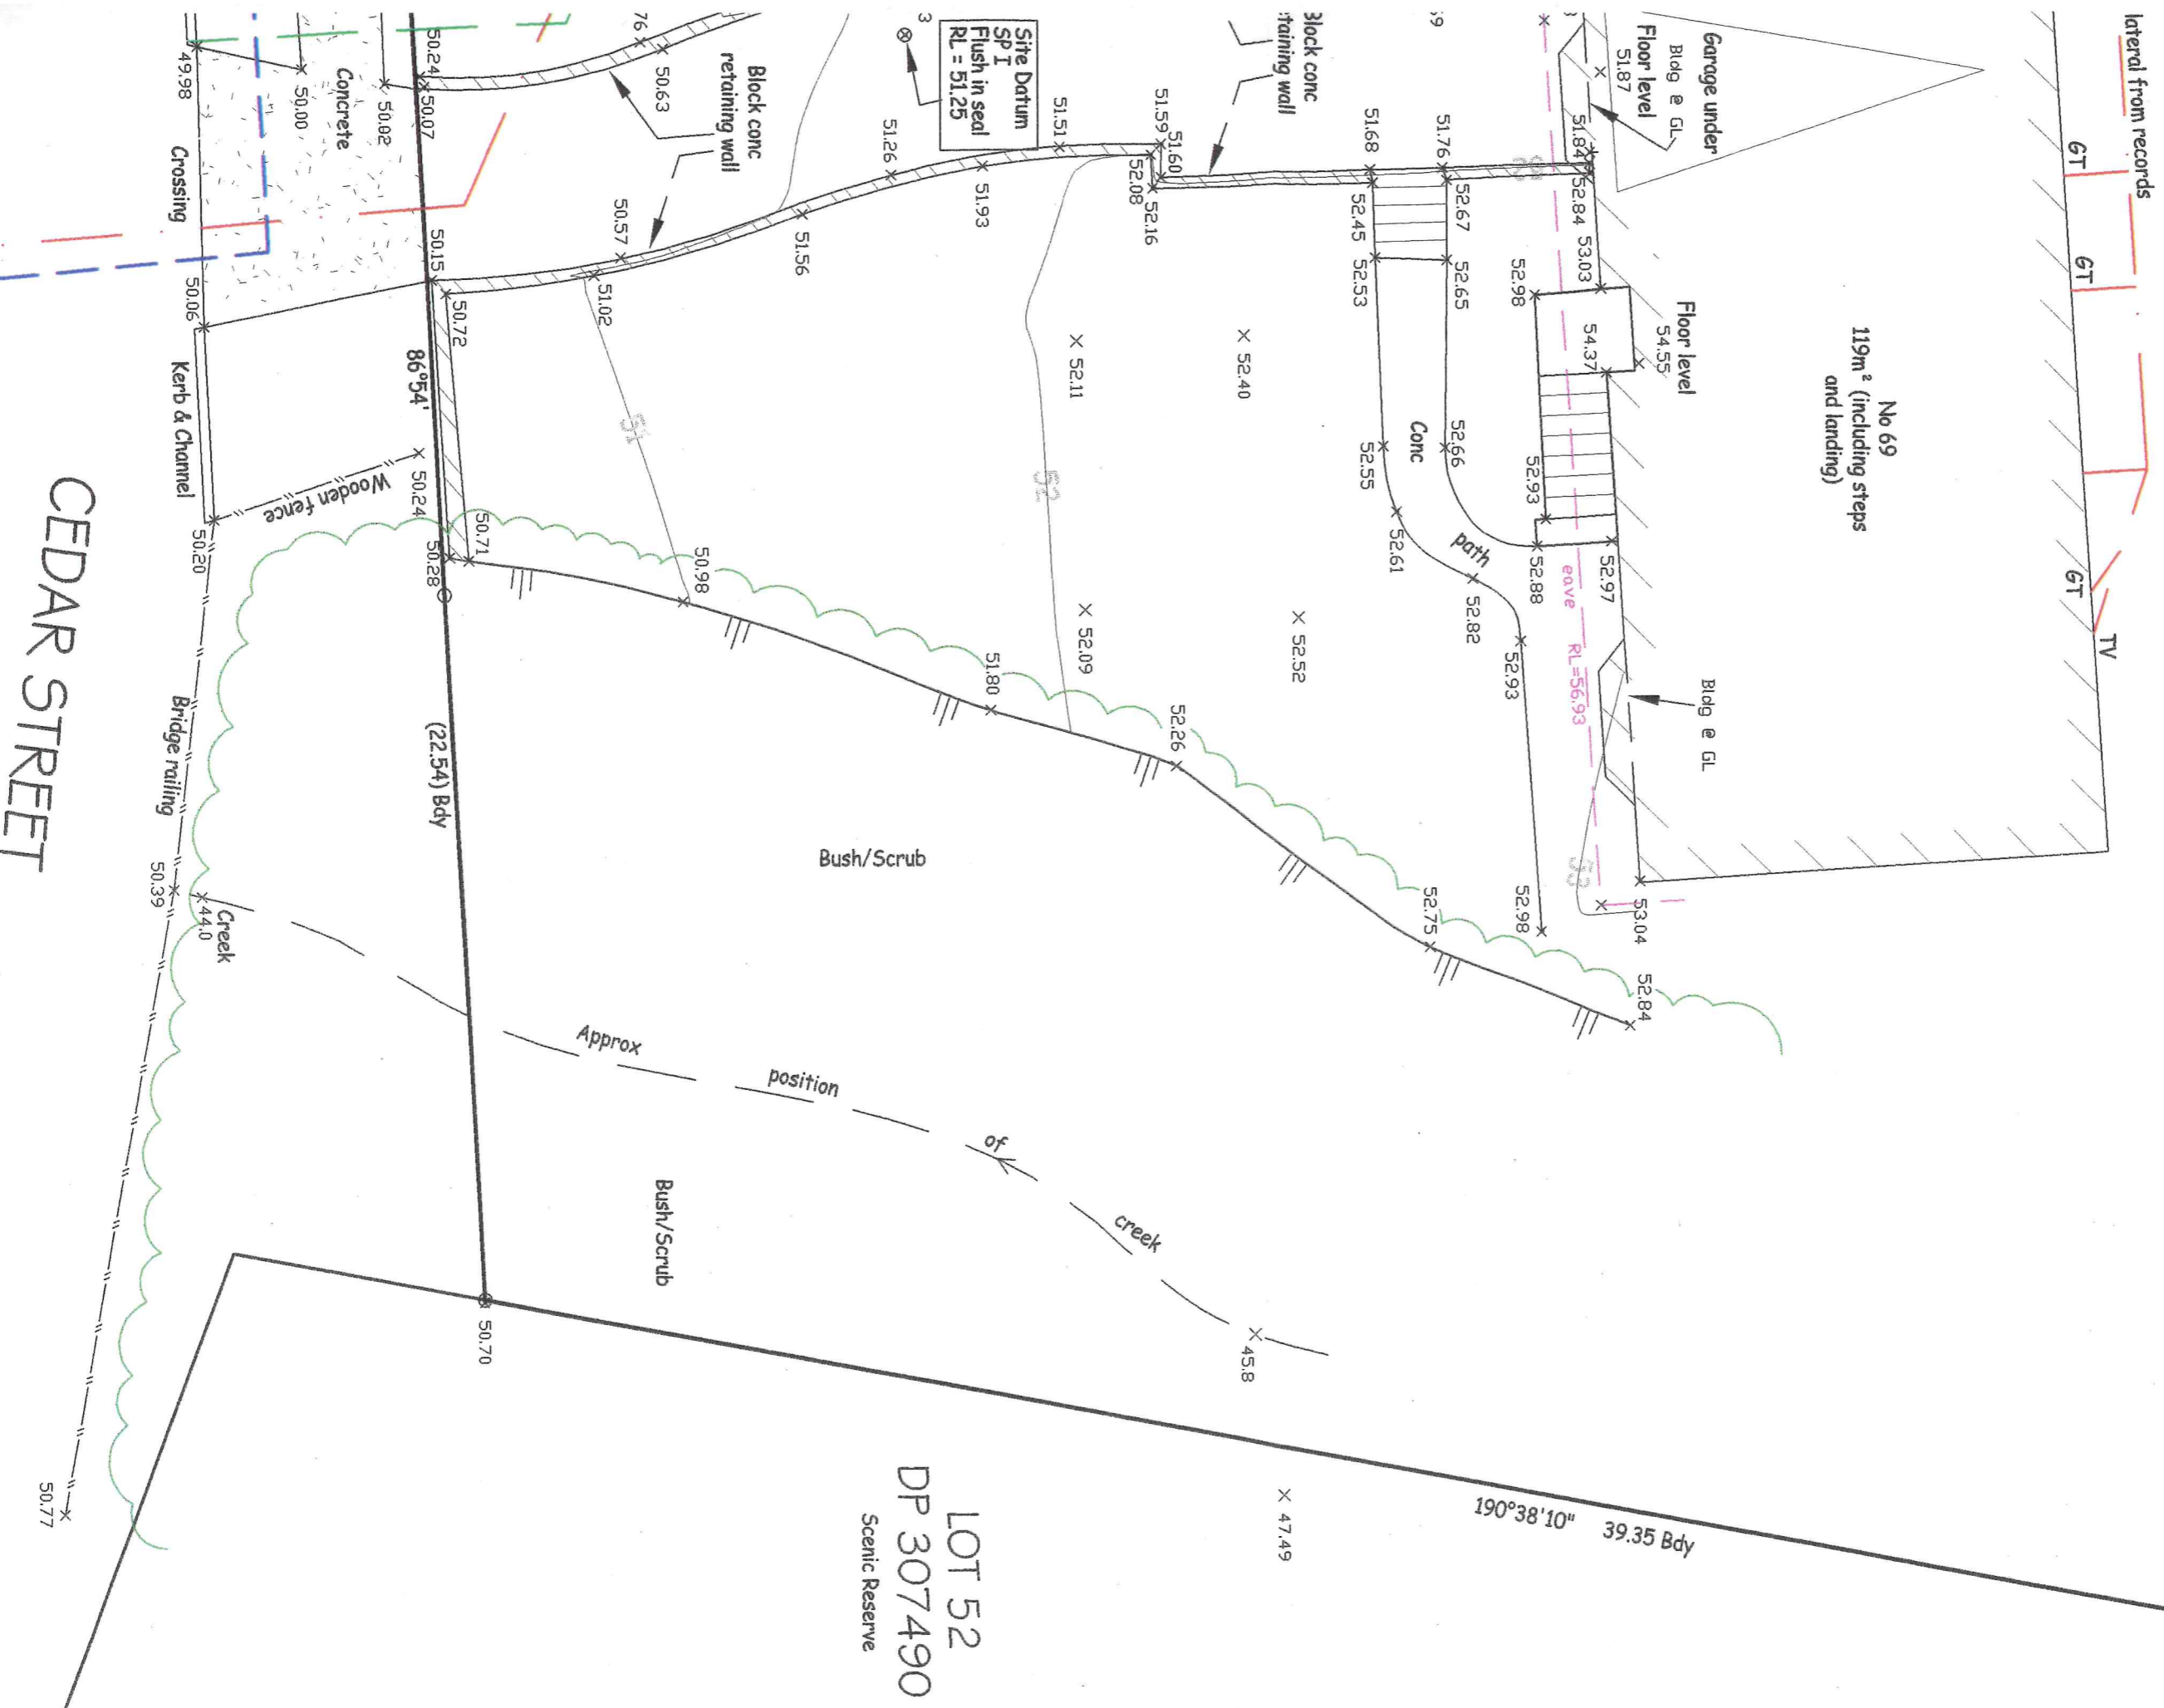 lateral from records
GT
GT
GT
TV
No 69
119m² (including steps
and landing)
Garage under
Bldg @ GL
Floor level
51.87
Floor level
54.55
Bldg @ GL
51.84
52.84
53.03
52.98
54.37
52.93
52.97
52.88
eave RL=56.93
53
53.04
52.98
52.84
51.76
52.67
52.65
52.66
51.68
52.45
52.53
52.55
Conc
path
52.61
52.82
52.93
52.75
Block conc
retaining wall
51.59
51.60
52.08
52.16
52.40
52.52
52.26
Site Datum
SP I
Flush in seal
RL = 51.25
3
51.51
51.26
51.93
52.11
52
52.09
51.80
Block conc
retaining wall
76
50.63
50.57
51.56
51.02
51
50.98
50.24
50.07
50.15
50.72
50.71
50.28
50.24
86°54'
(22.54) Bdy
Concrete
50.02
50.00
49.98
Crossing
50.06
Kerb & Channel
Wooden fence
50.20
Bridge railing
50.39
44.0
Creek
Bush/Scrub
Approx
position
of
creek
45.8
Bush/Scrub
50.70
50.77
47.49
190°38'10" 39.35 Bdy
LOT 52
DP 307490
Scenic Reserve
CEDAR STREET